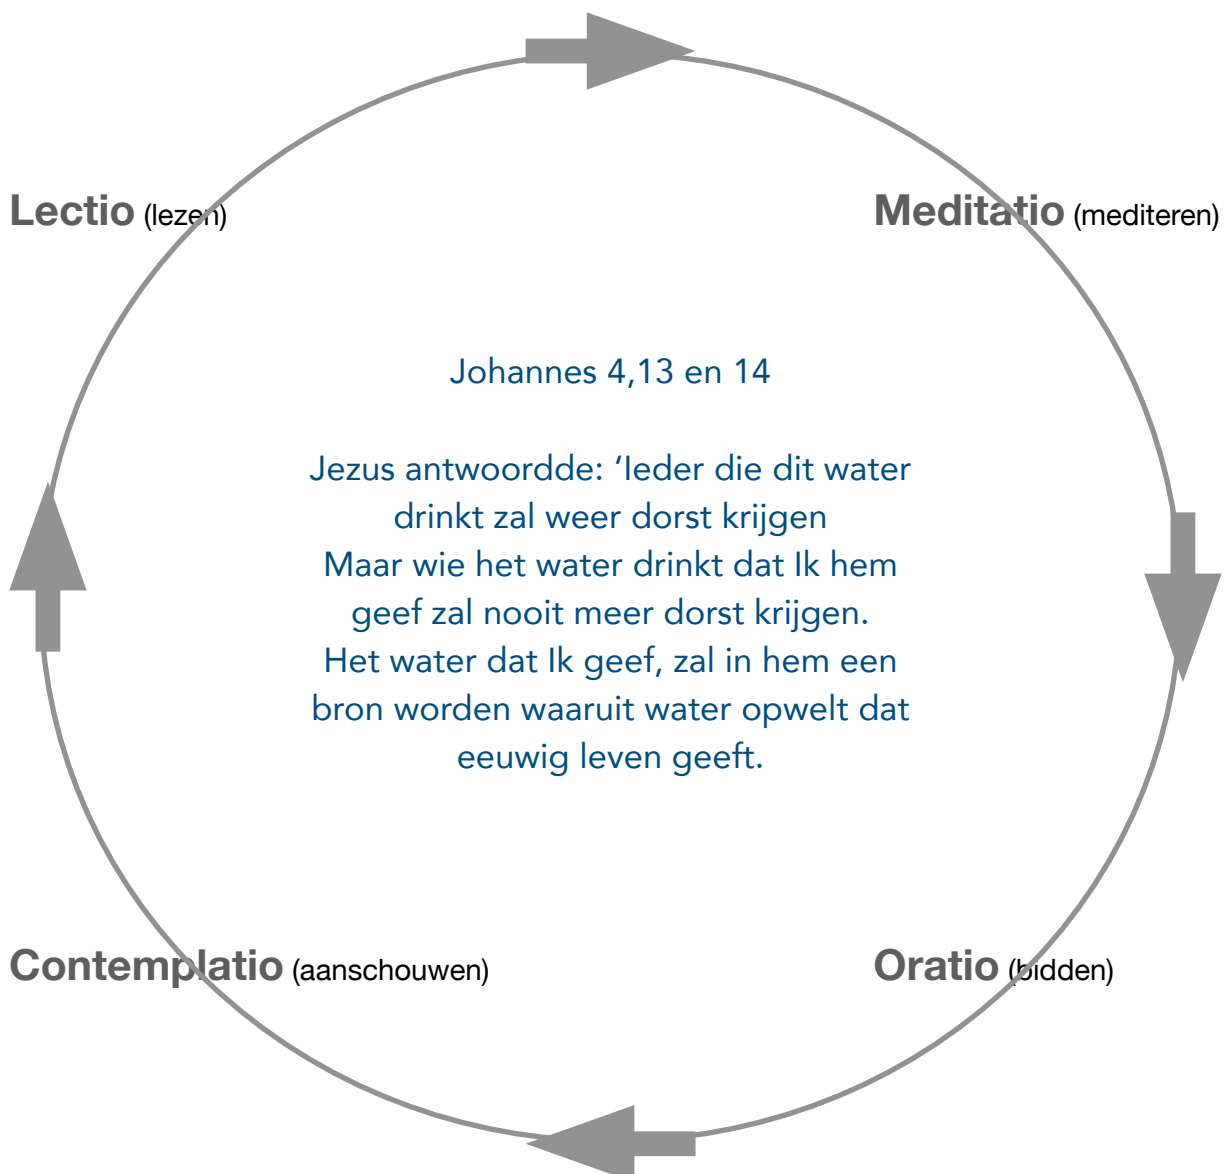 Lectio (lezen)
Meditatio (mediteren)
Johannes 4,13 en 14
Jezus antwoordde: ‘Ieder die dit water
drinkt zal weer dorst krijgen
Maar wie het water drinkt dat Ik hem
geef zal nooit meer dorst krijgen.
Het water dat Ik geef, zal in hem een
bron worden waaruit water opwelt dat
eeuwig leven geeft.
Contemplatio (aanschouwen)
Oratio (bidden)